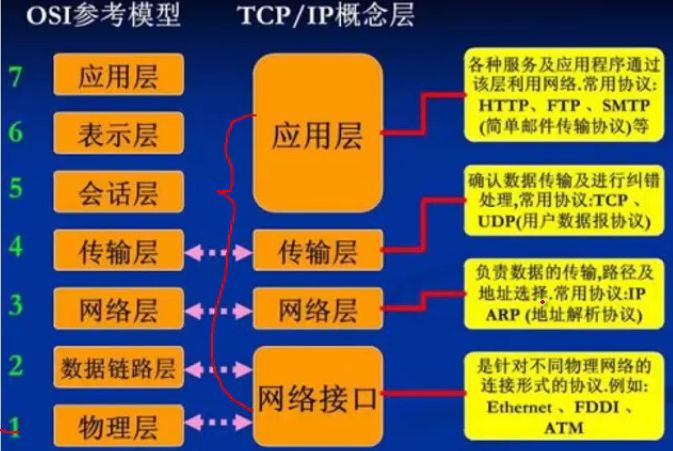 OSI参考模型
TCP/IP概念层
7
应用层
6
表示层
5
会话层
4
传输层
3
网络层
2
数据链路层
1
物理层
应用层
传输层
网络层
网络接口
各种服务及应用程序通过
该层利用网络.常用协议:
HTTP、FTP 、SMTP
(简单邮件传输协议)等
确认数据传输及进行纠错
处理,常用协议:TCP 、
UDP(用户数据报协议)
负责数据的传输,路径及
地址选择.常用协议:IP
ARP (地址解析协议)
是针对不同物理网络的
连接形式的协议.例如:
Ethernet 、FDDI 、
ATM